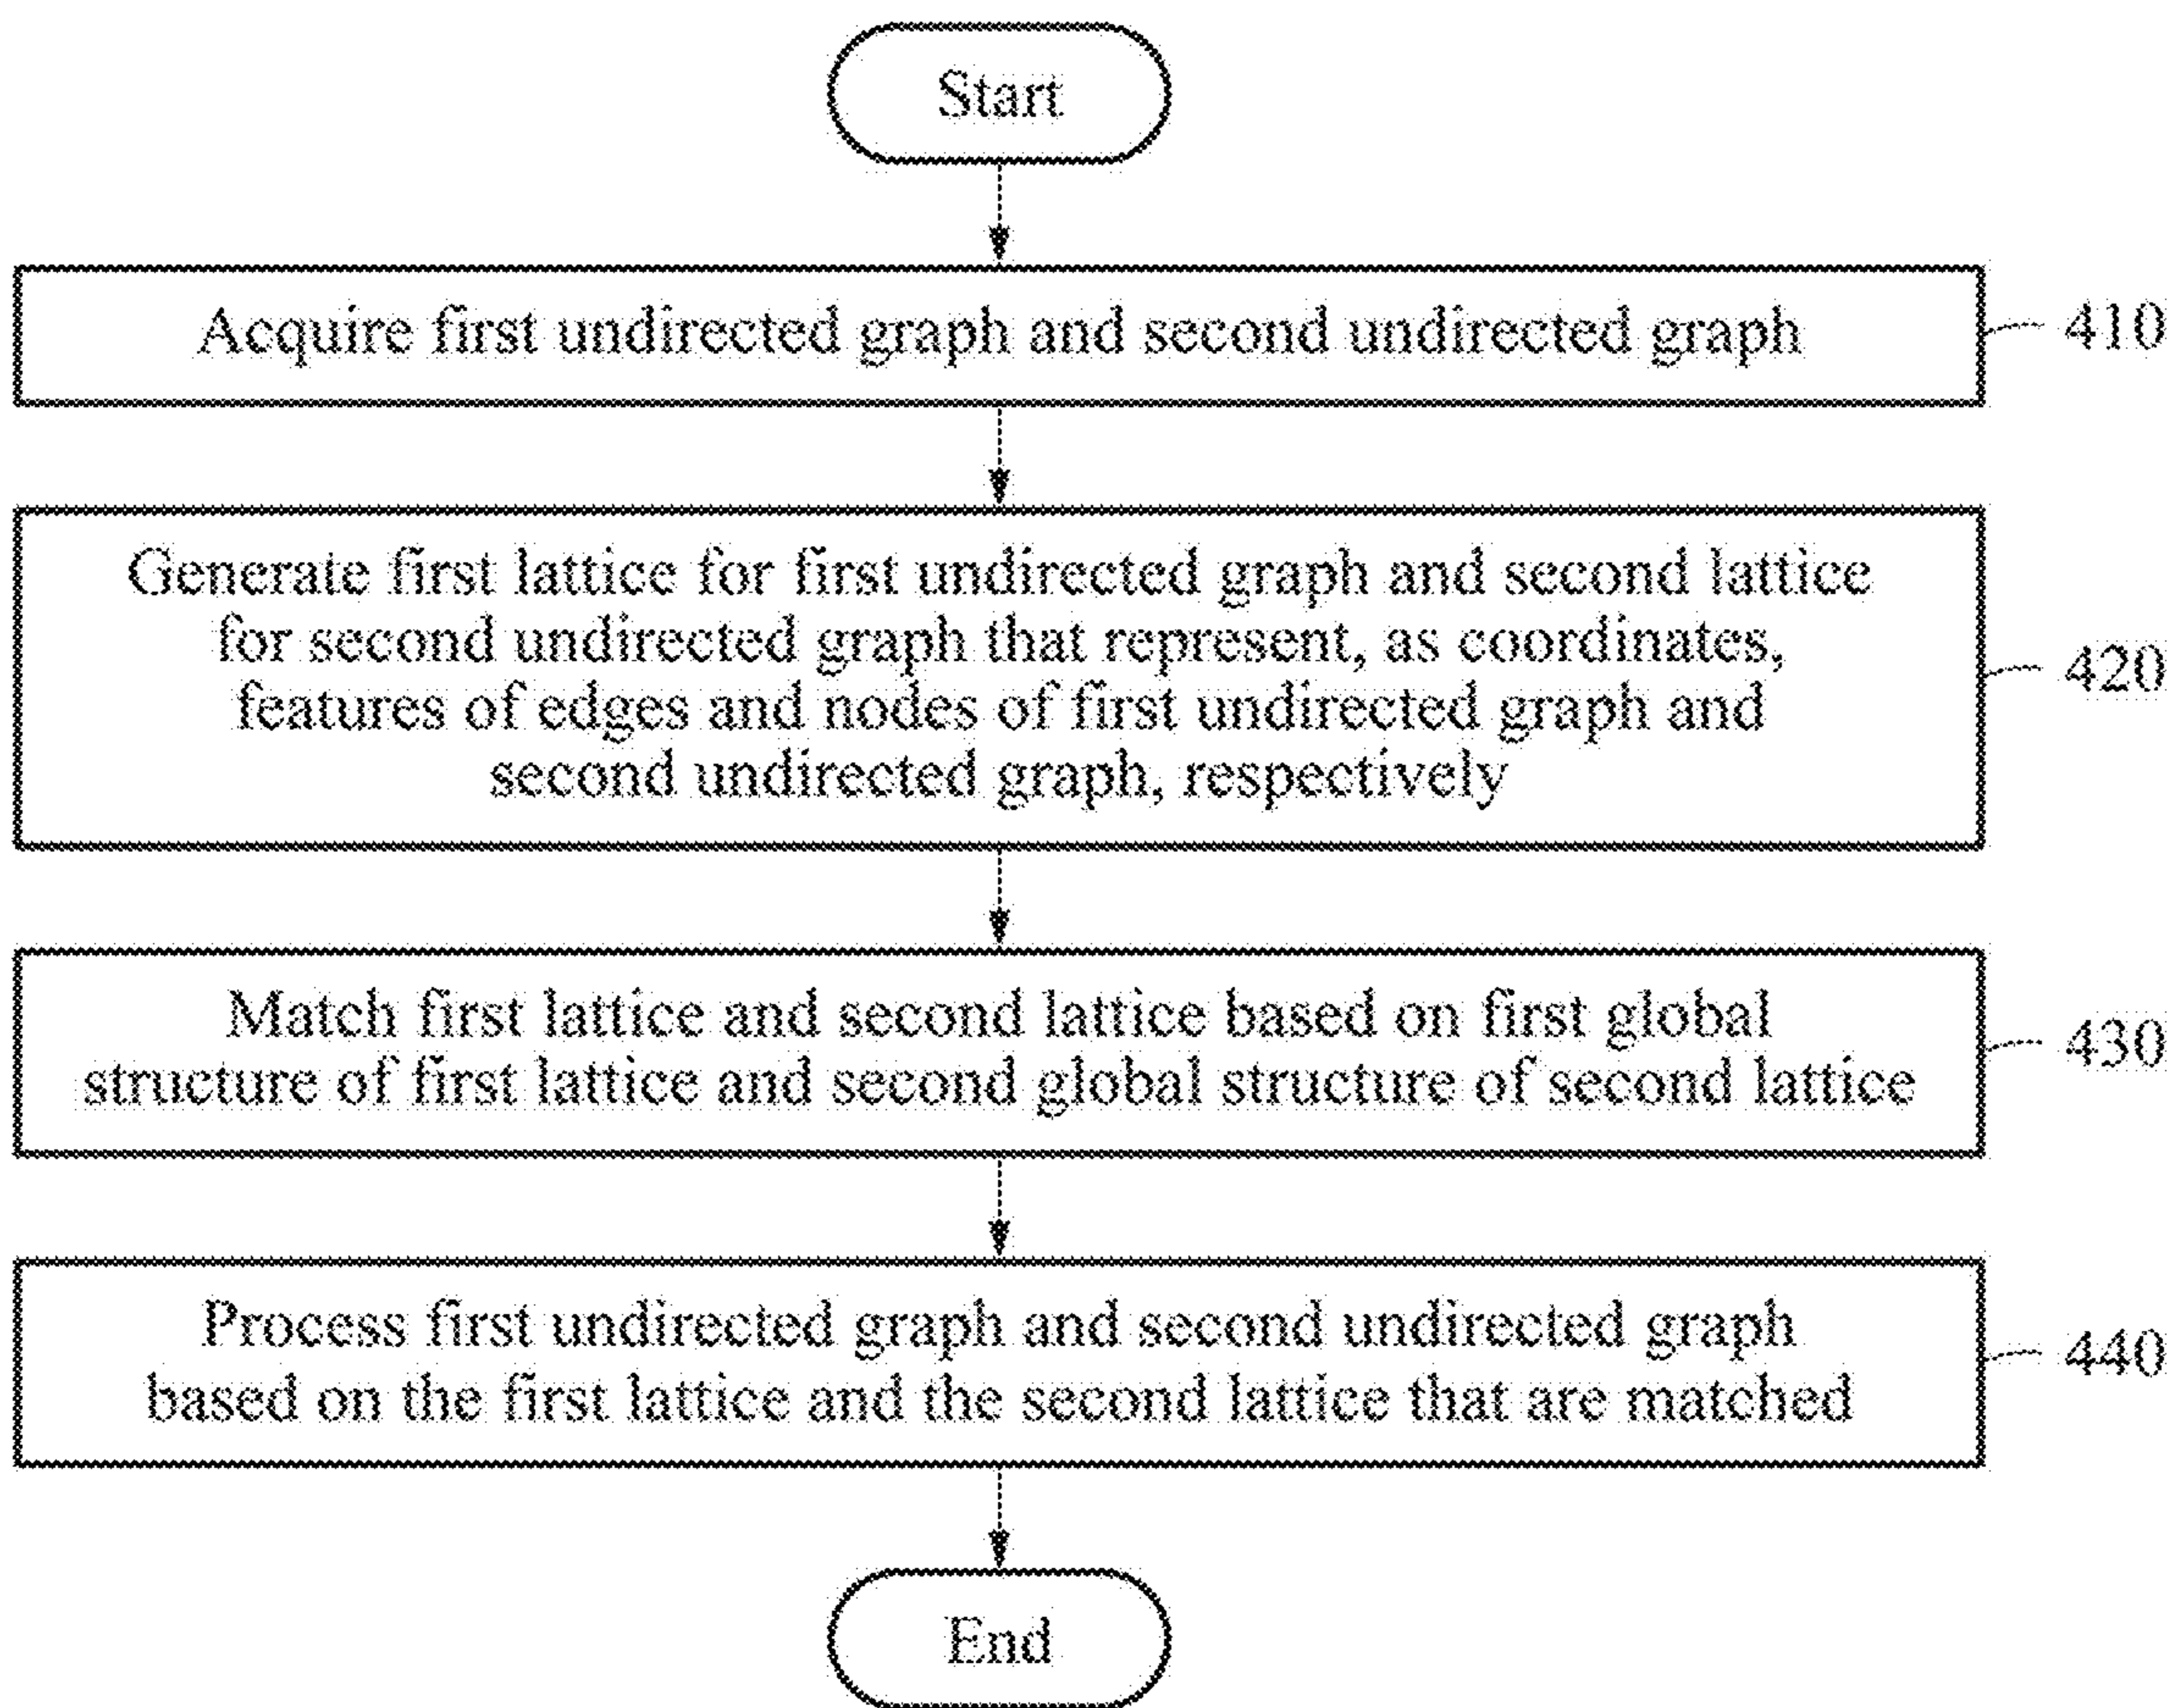 Start
Acquire first undirected graph and second undirected graph
410
Generate first lattice for first undirected graph and second lattice
for second undirected graph that represent, as coordinates,
features of edges and nodes of first undirected graph and
second undirected graph, respectively
420
Match first lattice and second lattice based on first global
structure of first lattice and second global structure of second lattice
430
Process first undirected graph and second undirected graph
based on the first lattice and the second lattice that are matched
440
End